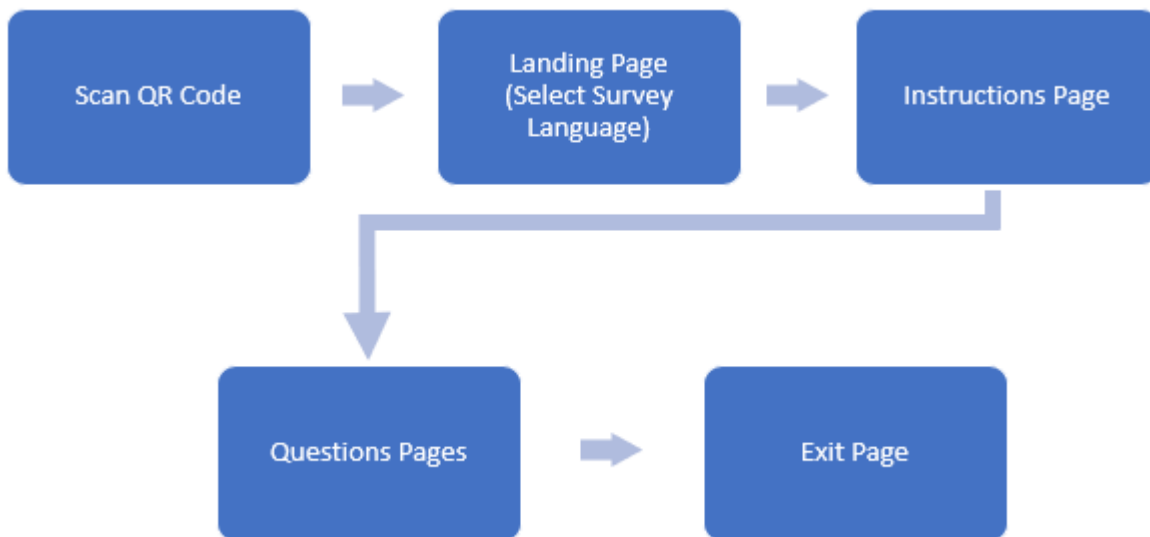 Scan QR Code
Landing Page
(Select Survey
Language)
Instructions Page
Questions Pages
Exit Page